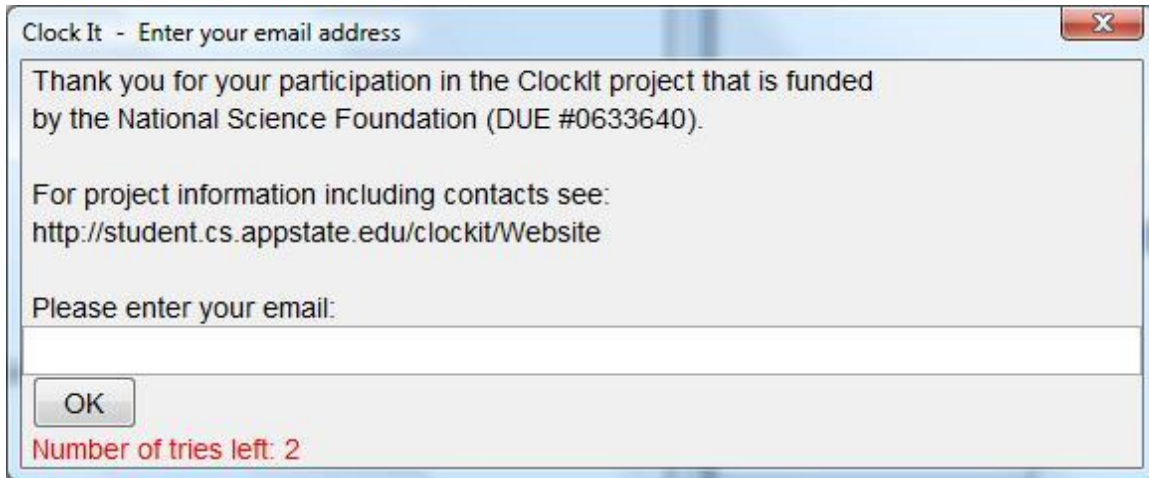 Clock It - Enter your email address
Thank you for your participation in the ClockIt project that is funded
by the National Science Foundation (DUE #0633640).
For project information including contacts see:
http://student.cs.appstate.edu/clockit/Website
Please enter your email:
OK
Number of tries left: 2